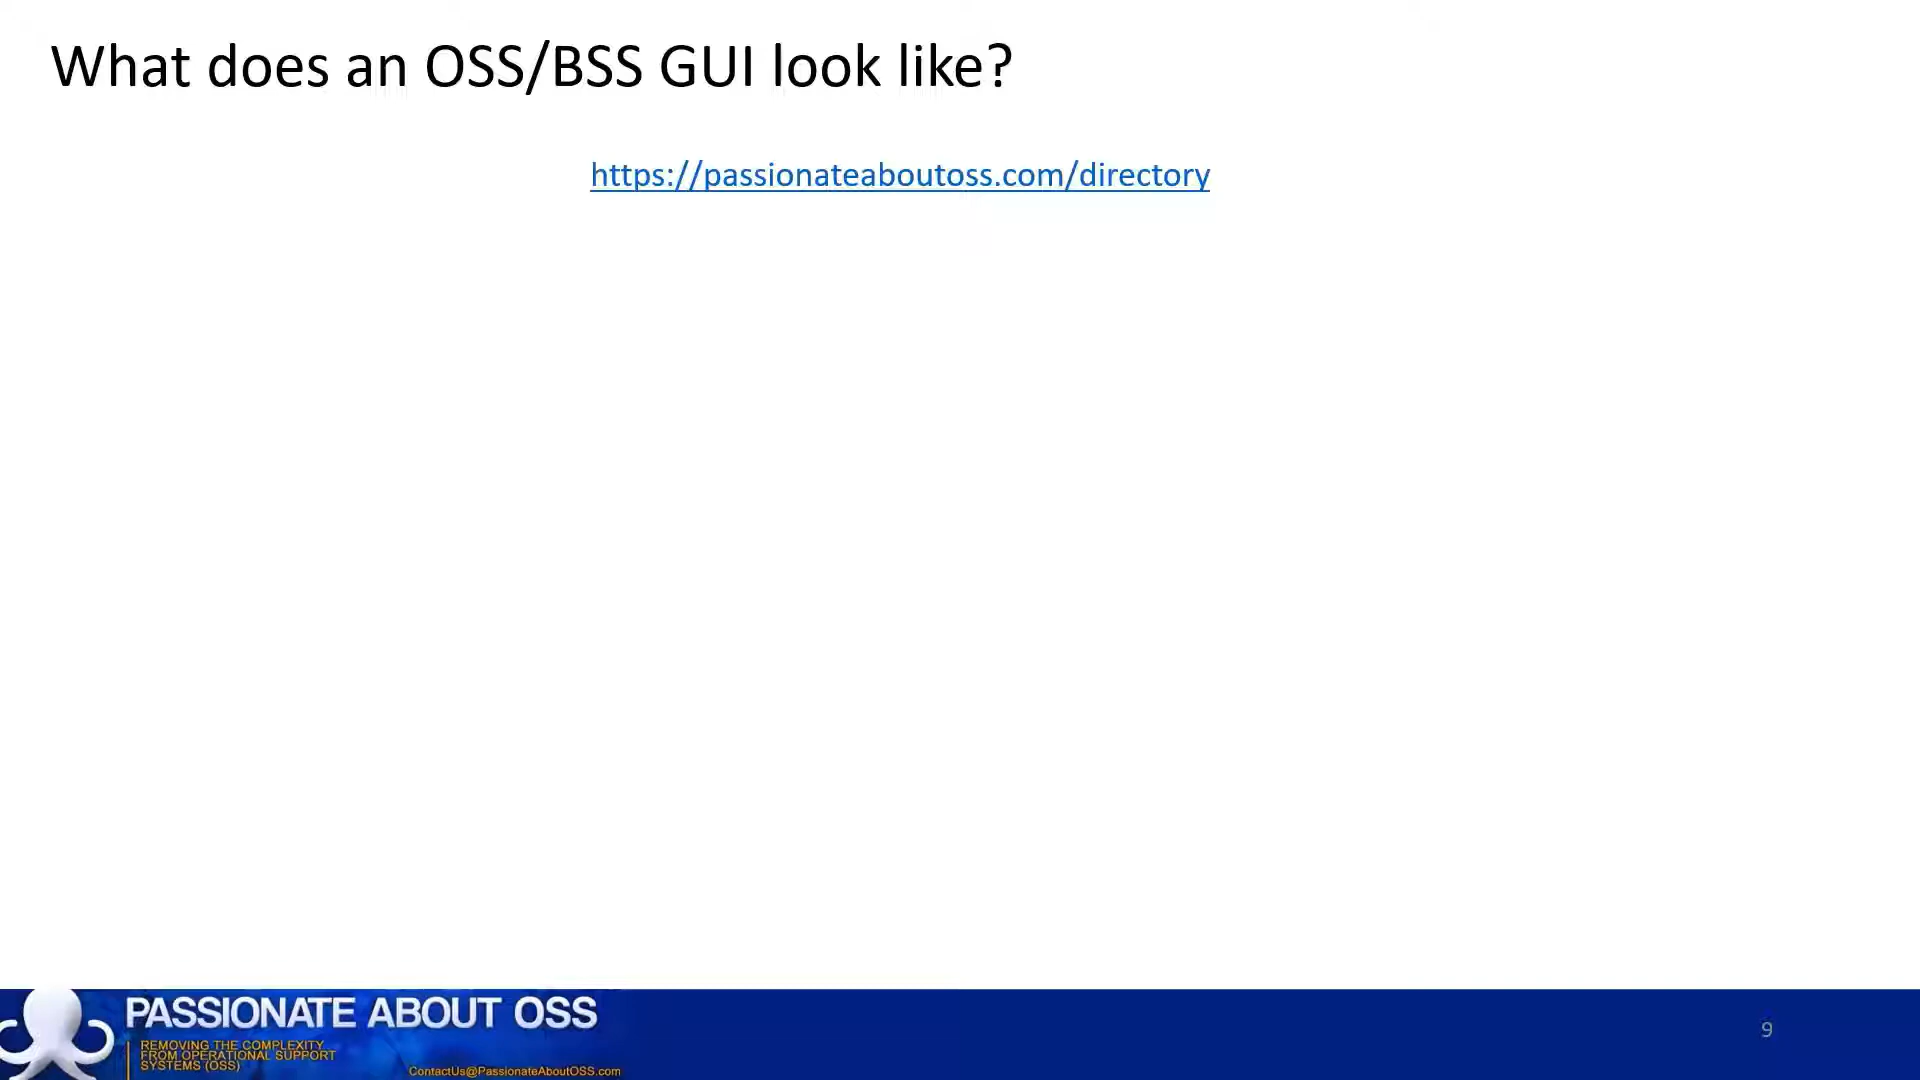 What does an OSS/BSS GUI look like?
https://passionateaboutoss.com/directory
PASSIONATE ABOUT OSS
REMOVING THE COMPLEXITY
FROM OPERATIONAL SUPPORT
SYSTEMS (OSS)
ContactUs@PassionateAboutOSS.com
9